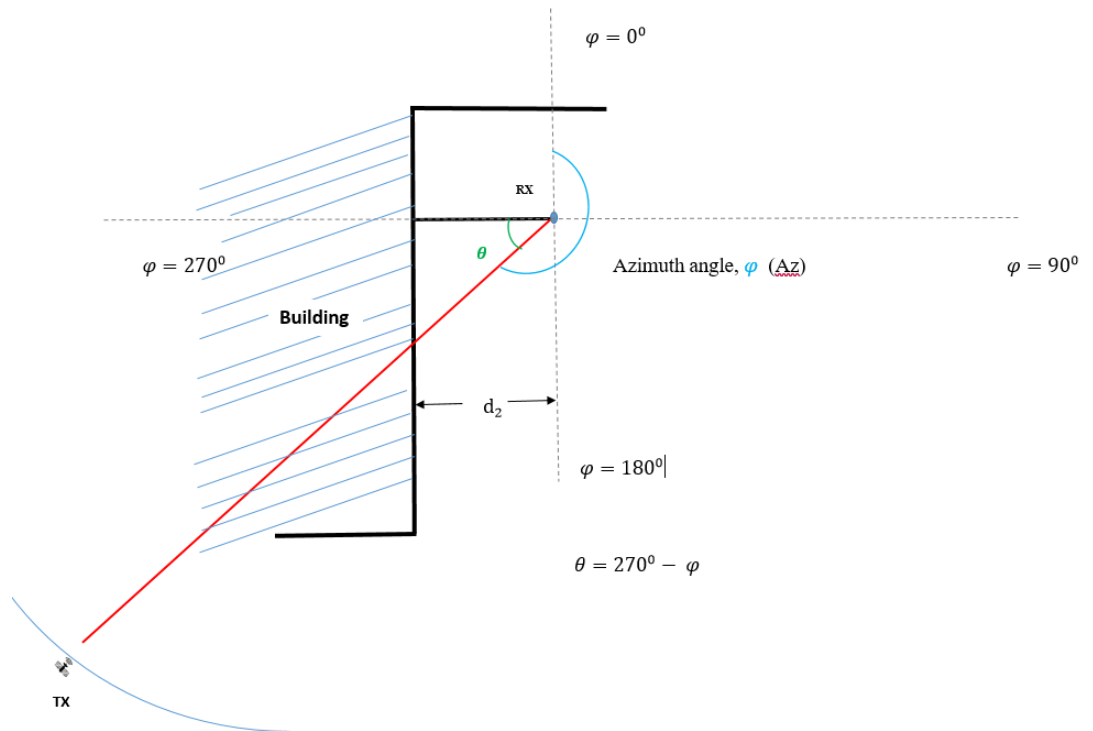 φ = 0⁰
RX
θ
φ = 270⁰
Azimuth angle, φ (Az)
φ = 90⁰
Building
d₂
φ = 180⁰
θ = 270⁰ − φ
TX